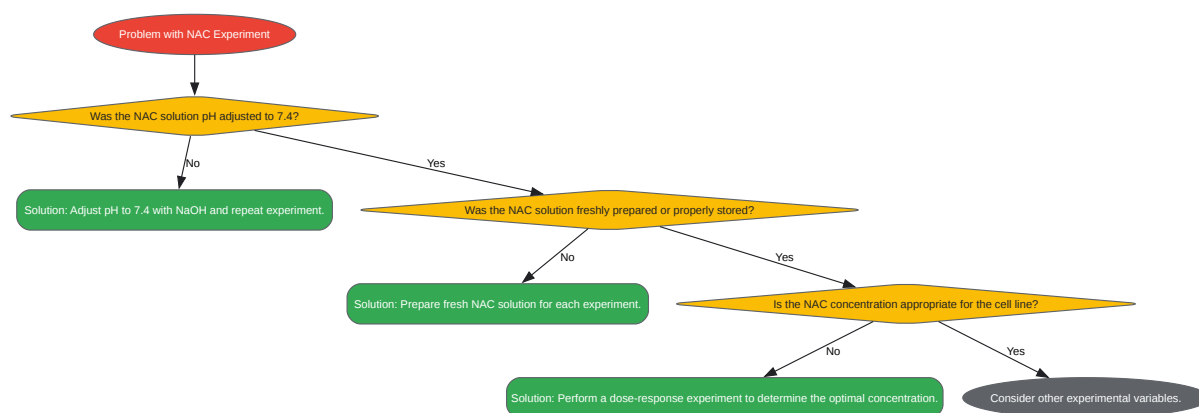 Problem with NAC Experiment
Was the NAC solution pH adjusted to 7.4?
No
Yes
Solution: Adjust pH to 7.4 with NaOH and repeat experiment.
Was the NAC solution freshly prepared or properly stored?
No
Yes
Solution: Prepare fresh NAC solution for each experiment.
Is the NAC concentration appropriate for the cell line?
No
Yes
Solution: Perform a dose-response experiment to determine the optimal concentration.
Consider other experimental variables.